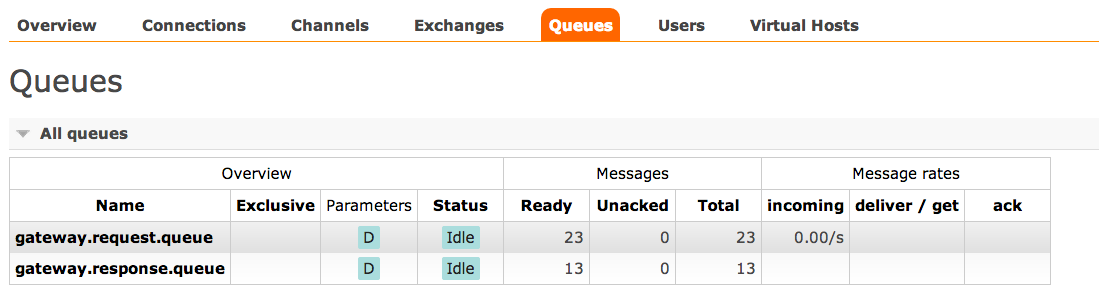 Overview Connections Channels Exchanges Queues Users Virtual Hosts
Queues
All queues
Overview Messages Message rates
Name Exclusive Parameters Status Ready Unacked Total incoming deliver / get ack
gateway.request.queue D Idle 23 0 23 0.00/s
gateway.response.queue D Idle 13 0 13